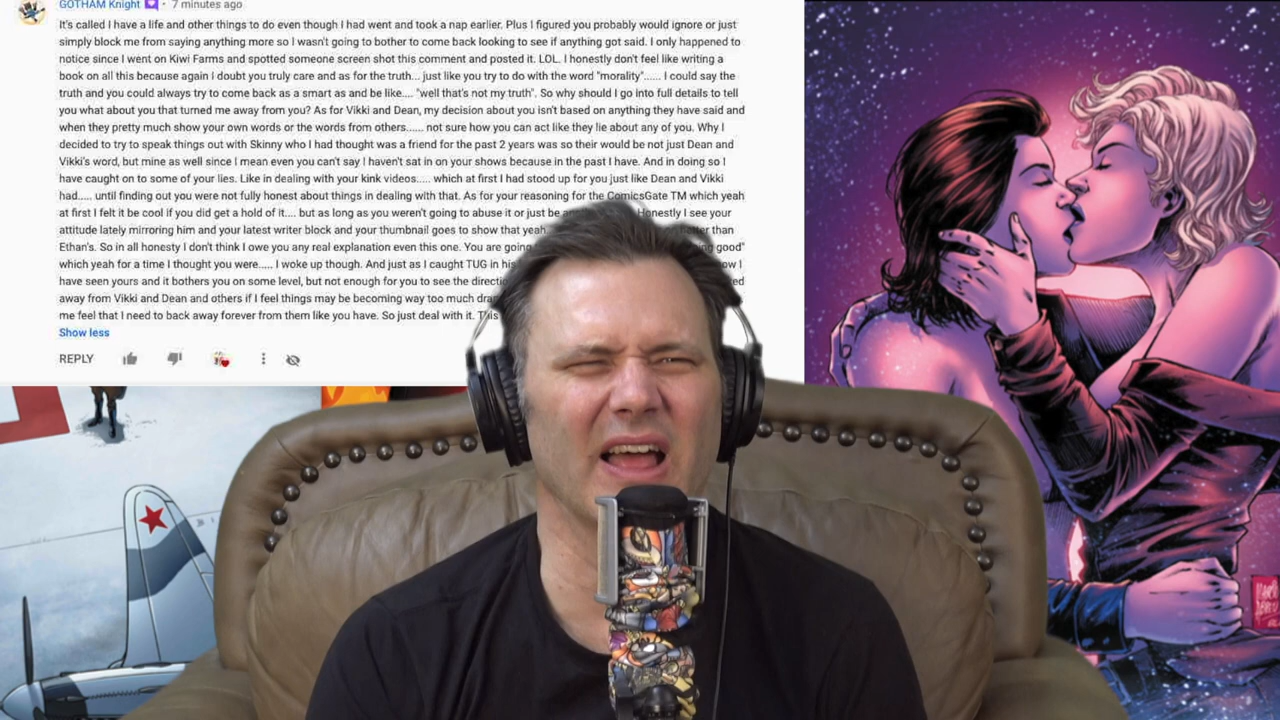 GOTHAM Knight · 7 minutes ago
It's called I have a life and other things to do even though I had went and took a nap earlier. Plus I figured you probably would ignore or just
simply block me from saying anything more so I wasn't going to bother to come back looking to see if anything got said. I only happened to
notice since I went on Kiwi Farms and spotted someone screen shot this comment and posted it. LOL. I honestly don't feel like writing a
book on all this because again I doubt you truly care and as for the truth... just like you try to do with the word "morality"...... I could say the
truth and you could always try to come back as a smart as and be like.... "well that's not my truth". So why should I go into full details to tell
you what about you that turned me away from you? As for Vikki and Dean, my decision about you isn't based on anything they have said and
when they pretty much show your own words or the words from others...... not sure how you can act like they lie about any of you. Why I
decided to try to speak things out with Skinny who I had thought was a friend for the past 2 years was so their would be not just Dean and
Vikki's word, but mine as well since I mean even you can't say I haven't sat in on your shows because in the past I have. And in doing so I
have caught on to some of your lies. Like in dealing with your kink videos..... which at first I had stood up for you just like Dean and Vikki
had..... until finding out you were not fully honest about things in dealing with that. As for your reasoning for the ComicsGate TM which yeah
at first I felt it be cool if you did get a hold of it.... but as long as you weren't going to abuse it or just be Honestly I see your
attitude lately mirroring him and your latest writer block and your thumbnail goes to show that yeah than
Ethan's. So in all honesty I don't think I owe you any real explanation even this one. You are going good"
which yeah for a time I thought you were..... I woke up though. And just as I caught TUG in his I
have seen yours and it bothers you on some level, but not enough for you to see the
away from Vikki and Dean and others if I feel things may be becoming way too much
me feel that I need to back away forever from them like you have. So just deal with it.
Show less
REPLY